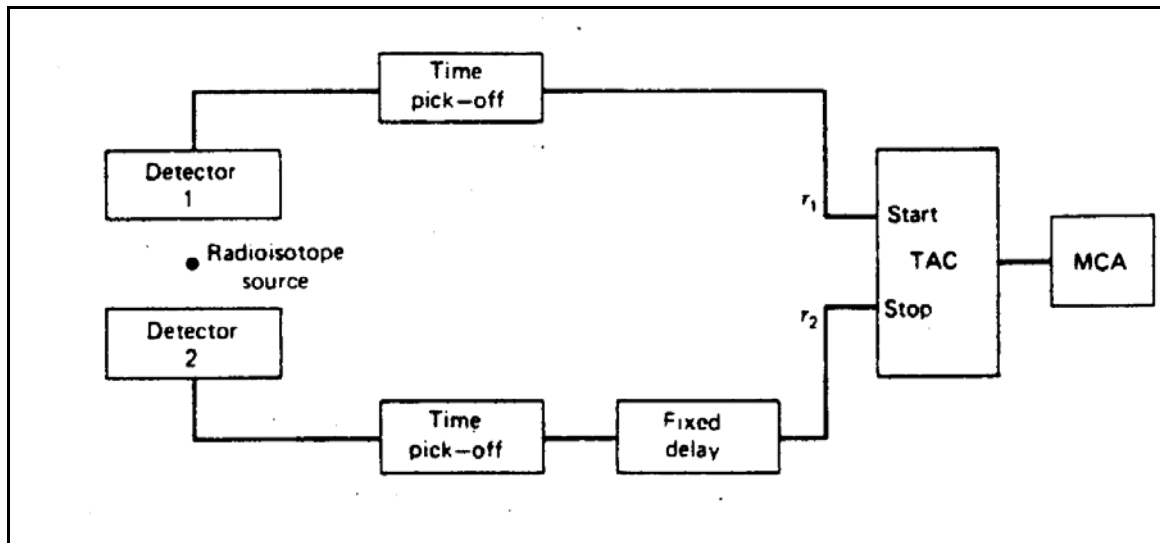 Time
pick-off
Detector
1
r₁
Start
Radioisotope
source
TAC
MCA
Detector
2
r₂
Stop
Time
pick-off
Fixed
delay